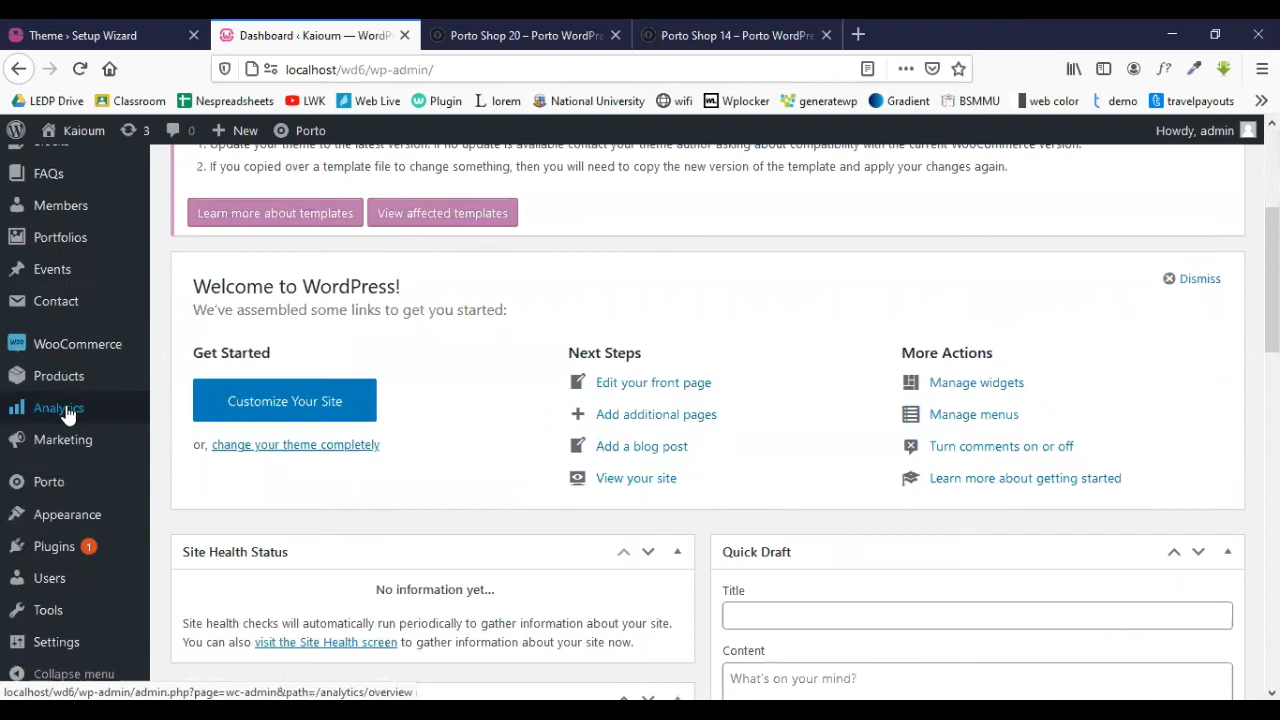 Theme › Setup Wizard
Dashboard ‹ Kaioum — WordPr
Porto Shop 20 – Porto WordPre
Porto Shop 14 – Porto WordPre
localhost/wd6/wp-admin/
LEDP Drive
Classroom
Nespreadsheets
LWK
Web Live
Plugin
lorem
National University
wifi
Wplocker
generatewp
Gradient
BSMMU
web color
demo
travelpayouts
Kaioum
3
0
New
Porto
Howdy, admin
FAQs
Members
Portfolios
Events
Contact
WooCommerce
Products
Analytics
Marketing
Porto
Appearance
Plugins 1
Users
Tools
Settings
Collapse menu
2. If you copied over a template file to change something, then you will need to copy the new version of the template and apply your changes again.
Learn more about templates
View affected templates
Welcome to WordPress!
Dismiss
We've assembled some links to get you started:
Get Started
Customize Your Site
or, change your theme completely
Next Steps
Edit your front page
Add additional pages
Add a blog post
View your site
More Actions
Manage widgets
Manage menus
Turn comments on or off
Learn more about getting started
Site Health Status
No information yet...
Site health checks will automatically run periodically to gather information about your site.
You can also visit the Site Health screen to gather information about your site now.
Quick Draft
Title
Content
What's on your mind?
localhost/wd6/wp-admin/admin.php?page=wc-admin&path=/analytics/overview